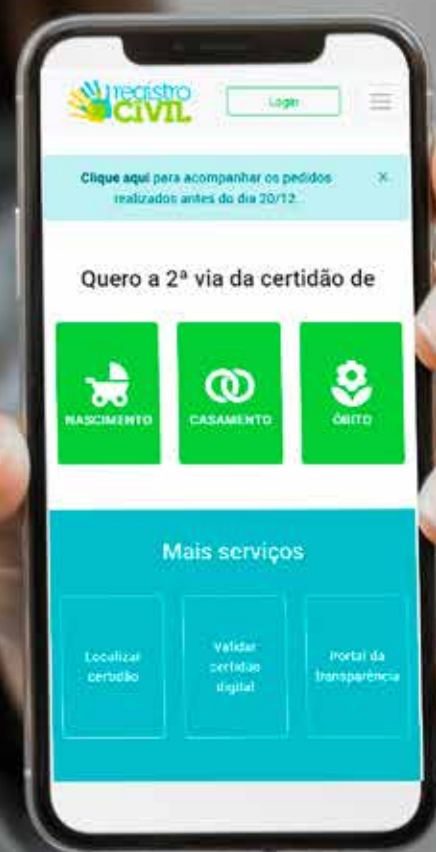 registro
CIVIL
Login
Clique aqui para acompanhar os pedidos
realizados antes do dia 20/12.
Quero a 2ª via da certidão de
NASCIMENTO
CASAMENTO
ÓBITO
Mais serviços
Localizar
certidão
Validar
certidão
digital
Portal da
transparência